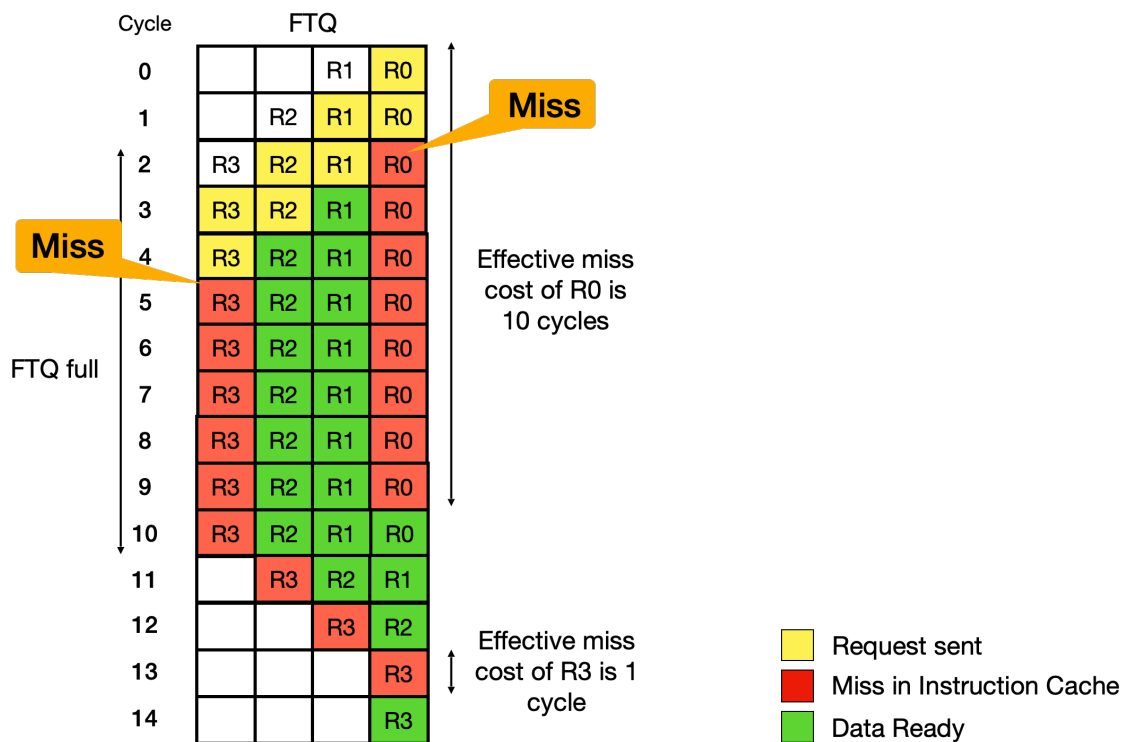 Cycle FTQ
0 R1 R0
1 R2 R1 R0
Miss
2 R3 R2 R1 R0
3 R3 R2 R1 R0
Miss
4 R3 R2 R1 R0
5 R3 R2 R1 R0
6 R3 R2 R1 R0
7 R3 R2 R1 R0
8 R3 R2 R1 R0
9 R3 R2 R1 R0
10 R3 R2 R1 R0
11 R3 R2 R1
12 R3 R2
13 R3
14 R3
FTQ full
Effective miss
cost of R0 is
10 cycles
Effective miss
cost of R3 is 1
cycle
Request sent
Miss in Instruction Cache
Data Ready